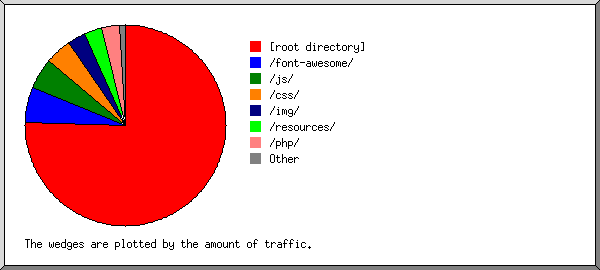 [root directory]
/font-awesome/
/js/
/css/
/img/
/resources/
/php/
Other
The wedges are plotted by the amount of traffic.